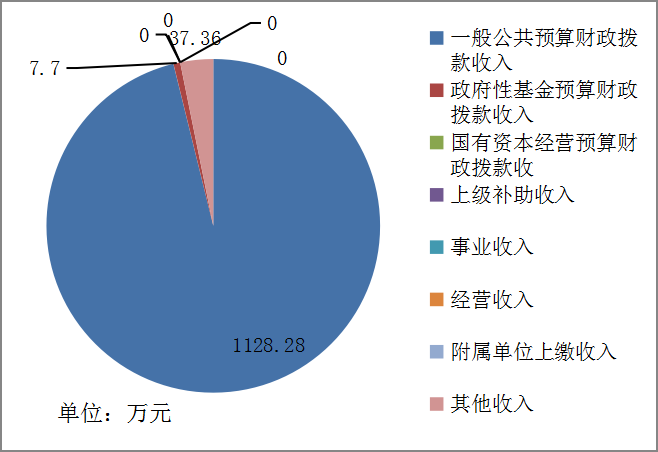 0
0
37.36
0
0
7.7
1128.28
单位：万元
一般公共预算财政拨
款收入
政府性基金预算财政
拨款收入
国有资本经营预算财
政拨款收
上级补助收入
事业收入
经营收入
附属单位上缴收入
其他收入